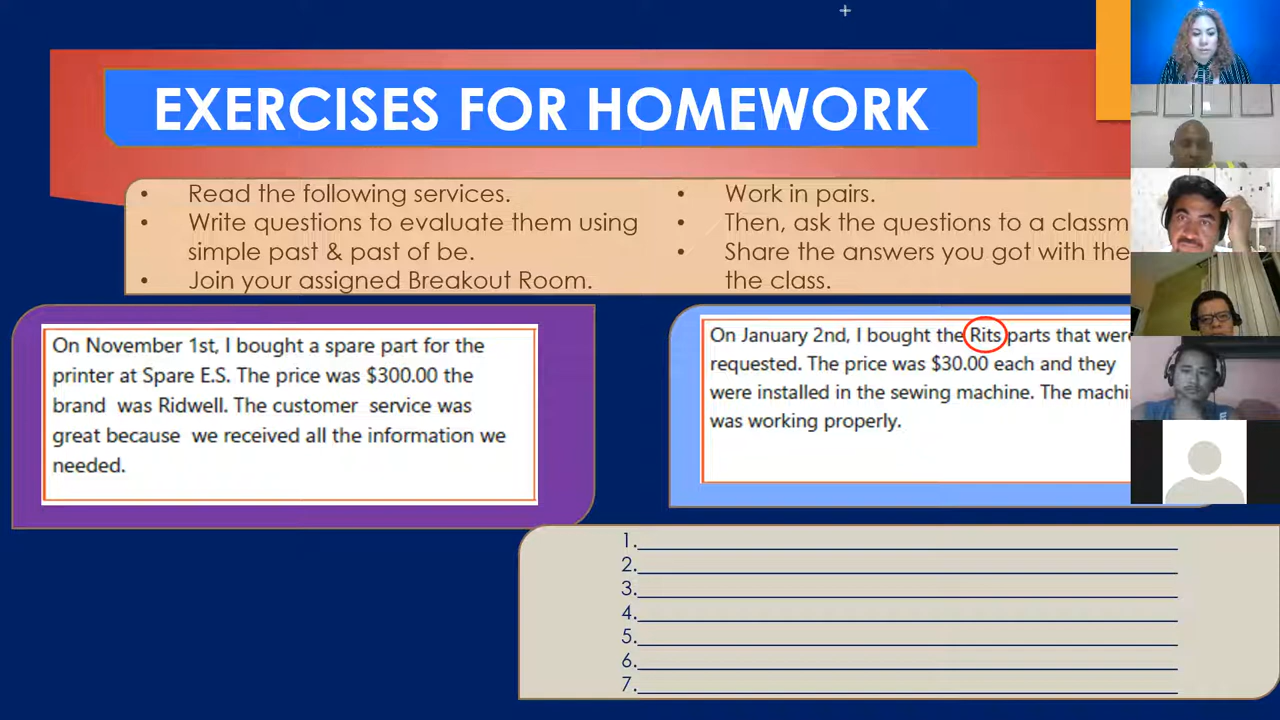 EXERCISES FOR HOMEWORK
• Read the following services.
• Write questions to evaluate them using
simple past & past of be.
• Join your assigned Breakout Room.
• Work in pairs.
• Then, ask the questions to a classm
• Share the answers you got with the
the class.
On November 1st, I bought a spare part for the
printer at Spare E.S. The price was $300.00 the
brand was Ridwell. The customer service was
great because we received all the information we
needed.
On January 2nd, I bought the Rits parts that were
requested. The price was $30.00 each and they
were installed in the sewing machine. The machi
was working properly.
1.
2.
3.
4.
5.
6.
7.